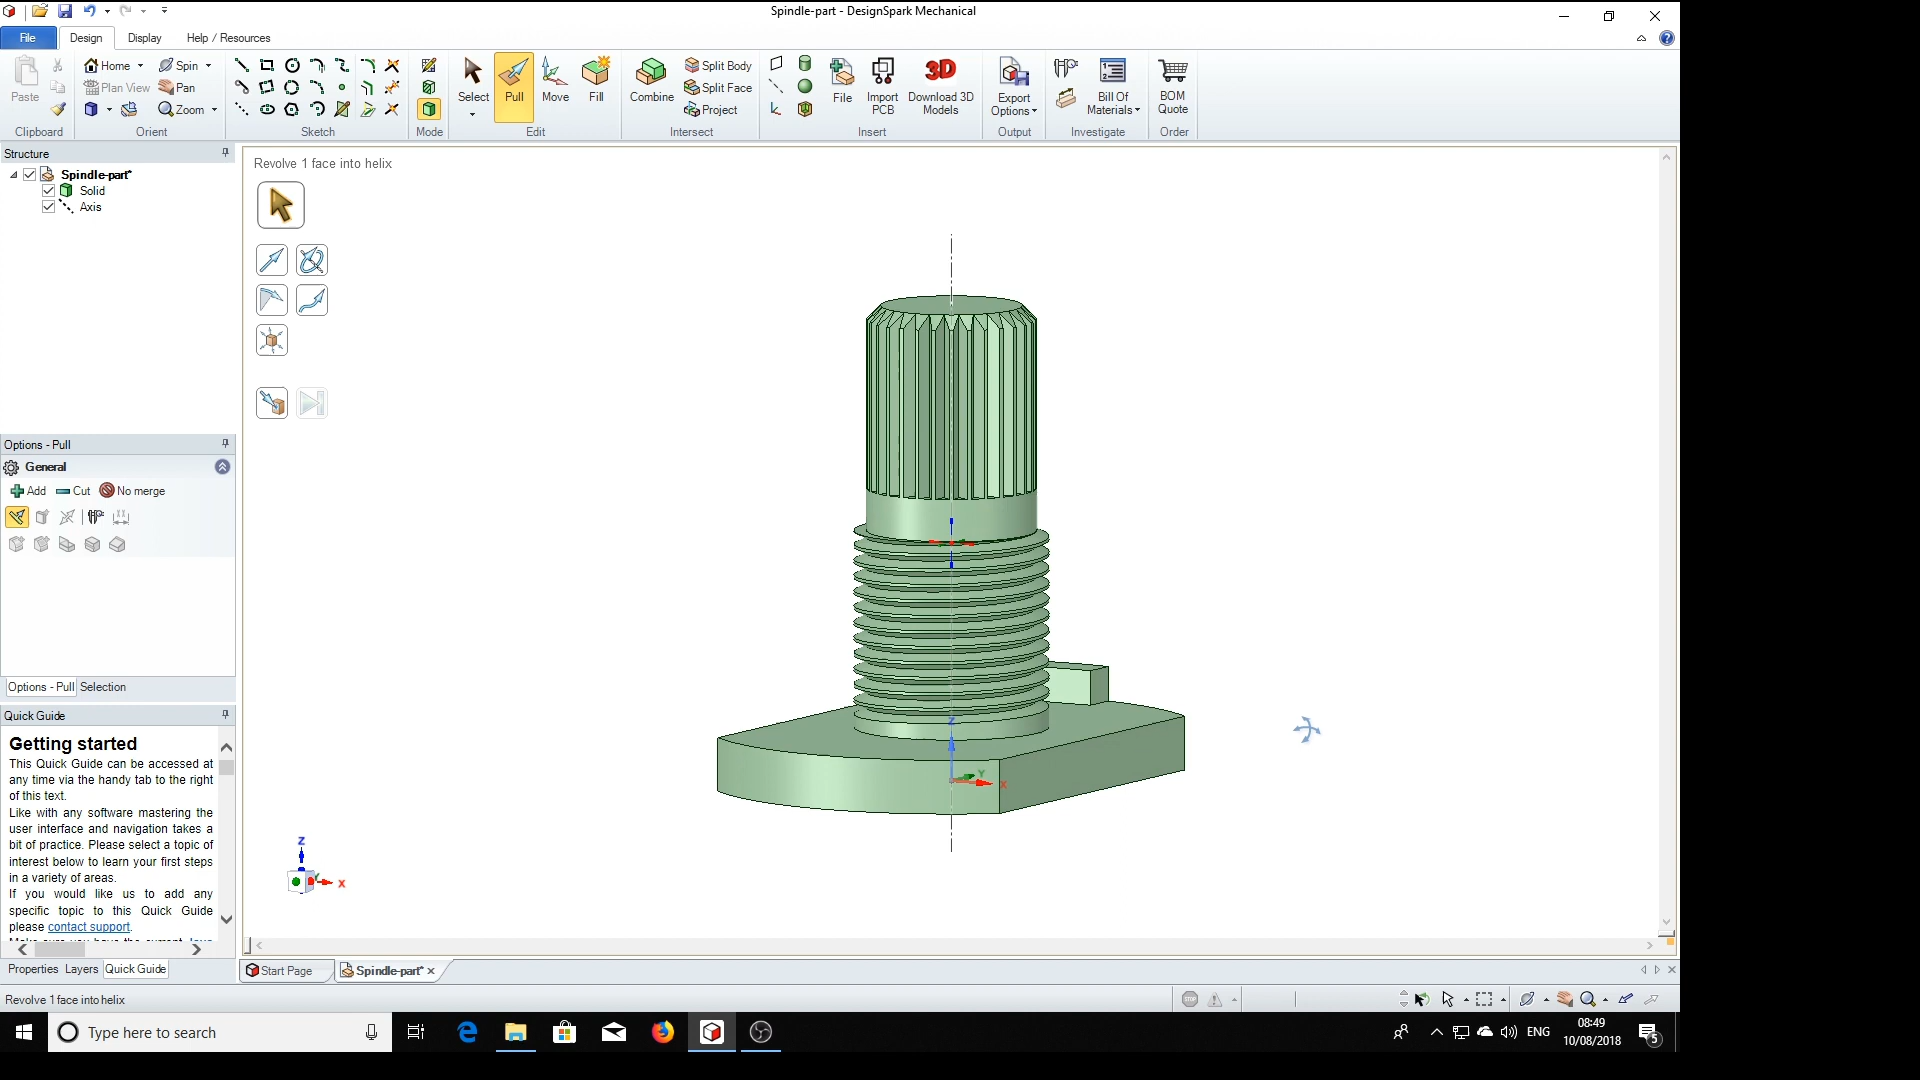 Spindle-part - DesignSpark Mechanical
File
Design
Display
Help / Resources
Paste
Clipboard
Home
Plan View
Spin
Pan
Zoom
Orient
Sketch
Mode
Select
Pull
Move
Fill
Edit
Combine
Split Body
Split Face
Project
Intersect
File
Import PCB
3D
Download 3D Models
Insert
Export Options
Output
Bill Of Materials
Investigate
BOM Quote
Order
Structure
Spindle-part*
Solid
Axis
Revolve 1 face into helix
Options - Pull
General
Add
Cut
No merge
Options - Pull
Selection
Quick Guide
Getting started
This Quick Guide can be accessed at
any time via the handy tab to the right
of this text.
Like with any software mastering the
user interface and navigation takes a
bit of practice. Please select a topic of
interest below to learn your first steps
in a variety of areas.
If you would like us to add any
specific topic to this Quick Guide
please contact support.
Properties
Layers
Quick Guide
Z
Y
X
Z
Y
X
Start Page
Spindle-part*
Revolve 1 face into helix
STOP
Type here to search
ENG
08:49
10/08/2018
5